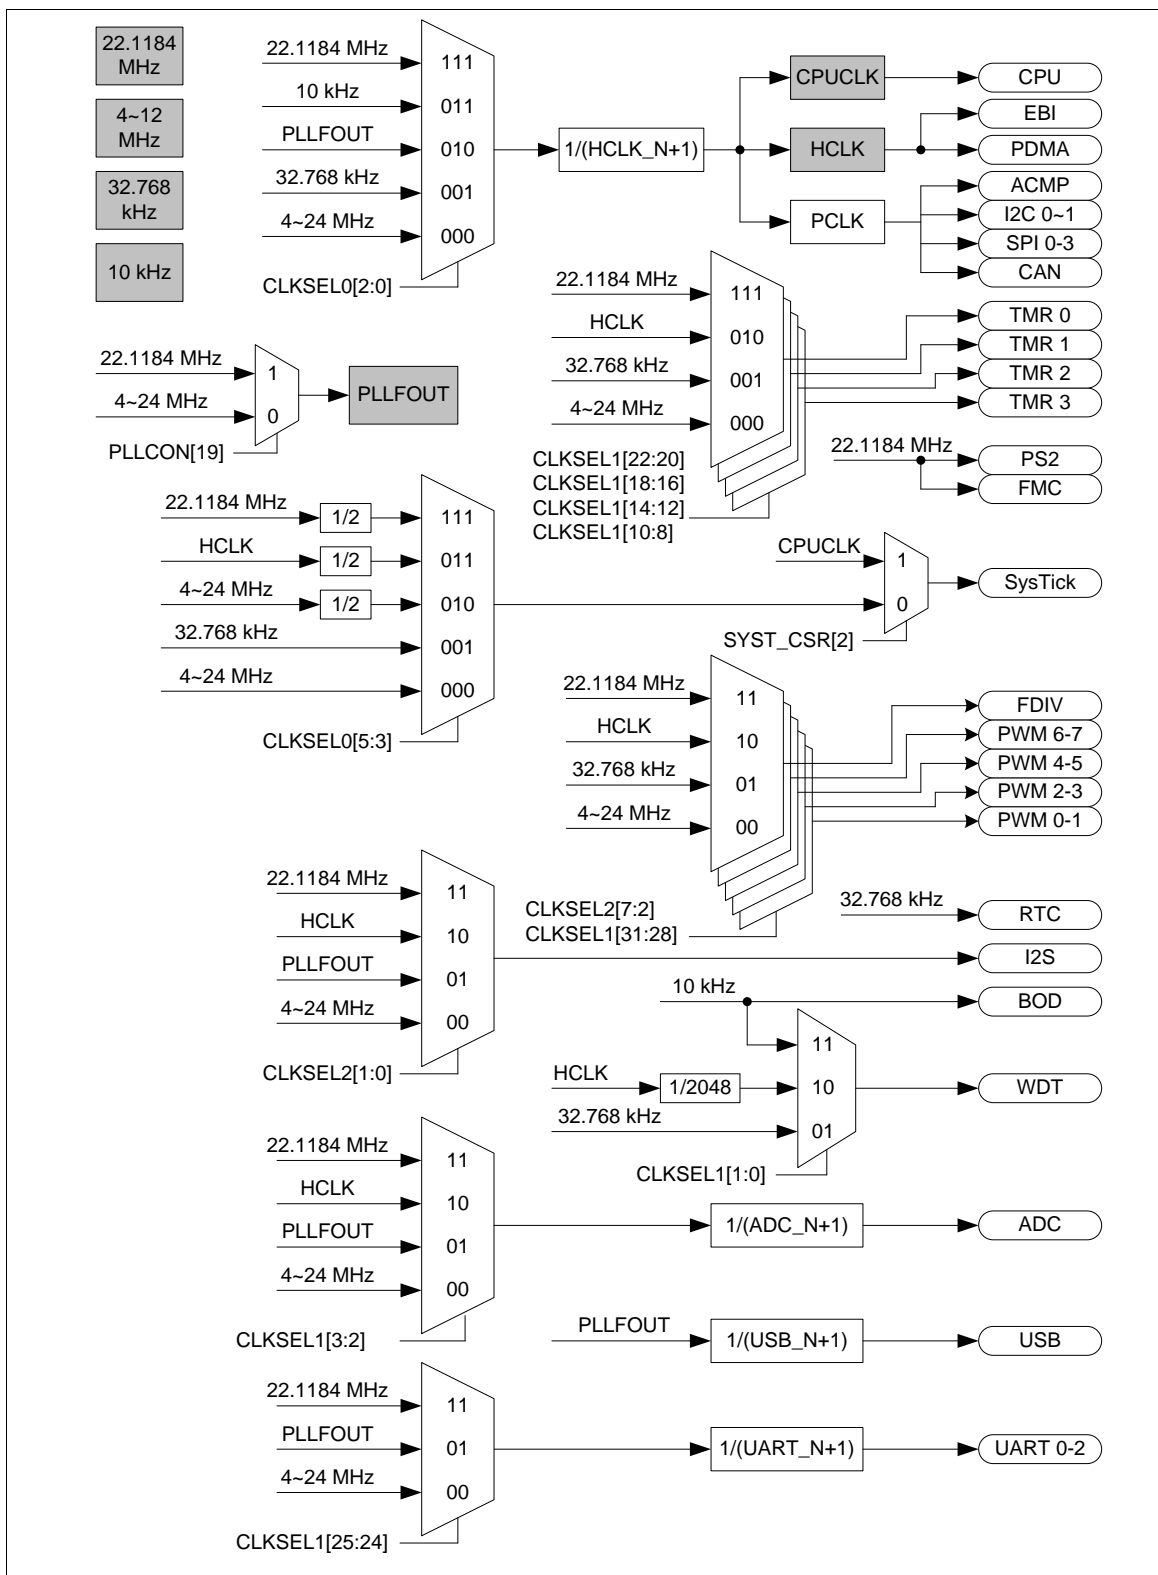 22.1184
MHz
4~12
MHz
32.768
kHz
10 kHz
22.1184 MHz
10 kHz
PLLFOUT
32.768 kHz
4~24 MHz
111
011
010
001
000
CLKSEL0[2:0]
1/(HCLK_N+1)
CPUCLK
HCLK
PCLK
CPU
EBI
PDMA
ACMP
I2C 0~1
SPI 0-3
CAN
22.1184 MHz
HCLK
32.768 kHz
4~24 MHz
111
010
001
000
CLKSEL1[22:20]
CLKSEL1[18:16]
CLKSEL1[14:12]
CLKSEL1[10:8]
TMR 0
TMR 1
TMR 2
TMR 3
22.1184 MHz
4~24 MHz
1
0
PLLCON[19]
PLLFOUT
22.1184 MHz
PS2
FMC
22.1184 MHz
HCLK
4~24 MHz
32.768 kHz
4~24 MHz
1/2
1/2
1/2
111
011
010
001
000
CLKSEL0[5:3]
CPUCLK
1
0
SYST_CSR[2]
SysTick
22.1184 MHz
HCLK
32.768 kHz
4~24 MHz
11
10
01
00
CLKSEL2[7:2]
CLKSEL1[31:28]
FDIV
PWM 6-7
PWM 4-5
PWM 2-3
PWM 0-1
32.768 kHz
RTC
22.1184 MHz
HCLK
PLLFOUT
4~24 MHz
11
10
01
00
CLKSEL2[1:0]
I2S
10 kHz
BOD
HCLK
1/2048
32.768 kHz
11
10
01
CLKSEL1[1:0]
WDT
22.1184 MHz
HCLK
PLLFOUT
4~24 MHz
11
10
01
00
CLKSEL1[3:2]
1/(ADC_N+1)
ADC
PLLFOUT
1/(USB_N+1)
USB
22.1184 MHz
PLLFOUT
4~24 MHz
11
01
00
CLKSEL1[25:24]
1/(UART_N+1)
UART 0-2